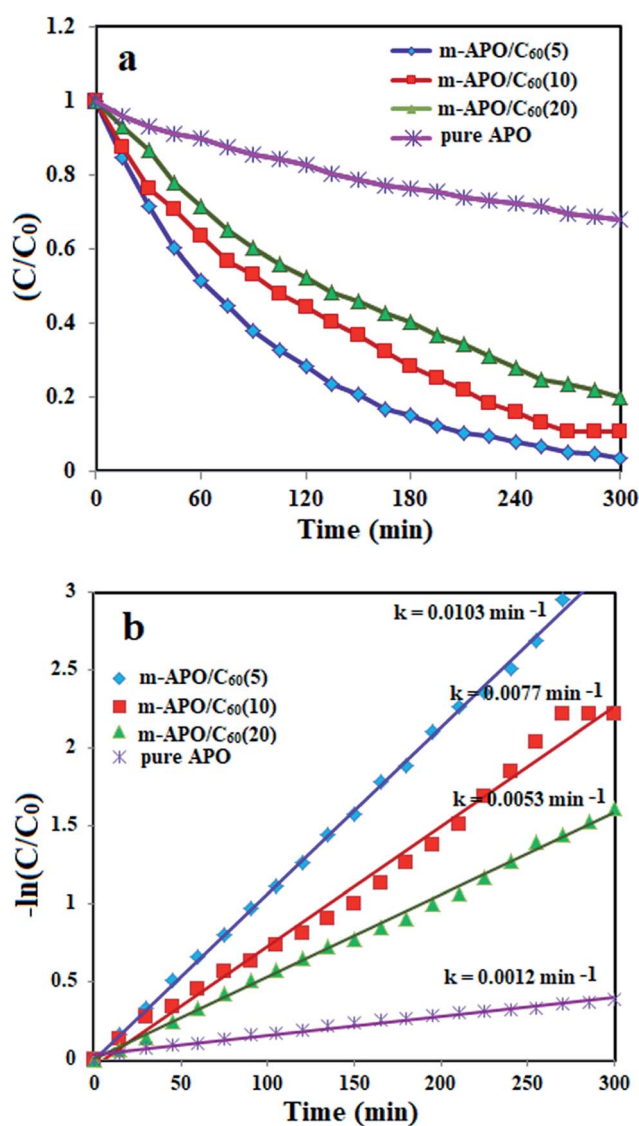 a
m-APO/C₆₀(5)
m-APO/C₆₀(10)
m-APO/C₆₀(20)
pure APO
1.2
1
0.8
0.6
0.4
0.2
0
(C/C₀)
0 60 120 180 240 300
Time (min)
b
m-APO/C₆₀(5)
m-APO/C₆₀(10)
m-APO/C₆₀(20)
pure APO
k = 0.0103 min ⁻¹
k = 0.0077 min ⁻¹
k = 0.0053 min ⁻¹
k = 0.0012 min ⁻¹
3
2.5
2
1.5
1
0.5
0
-ln(C/C₀)
0 50 100 150 200 250 300
Time (min)